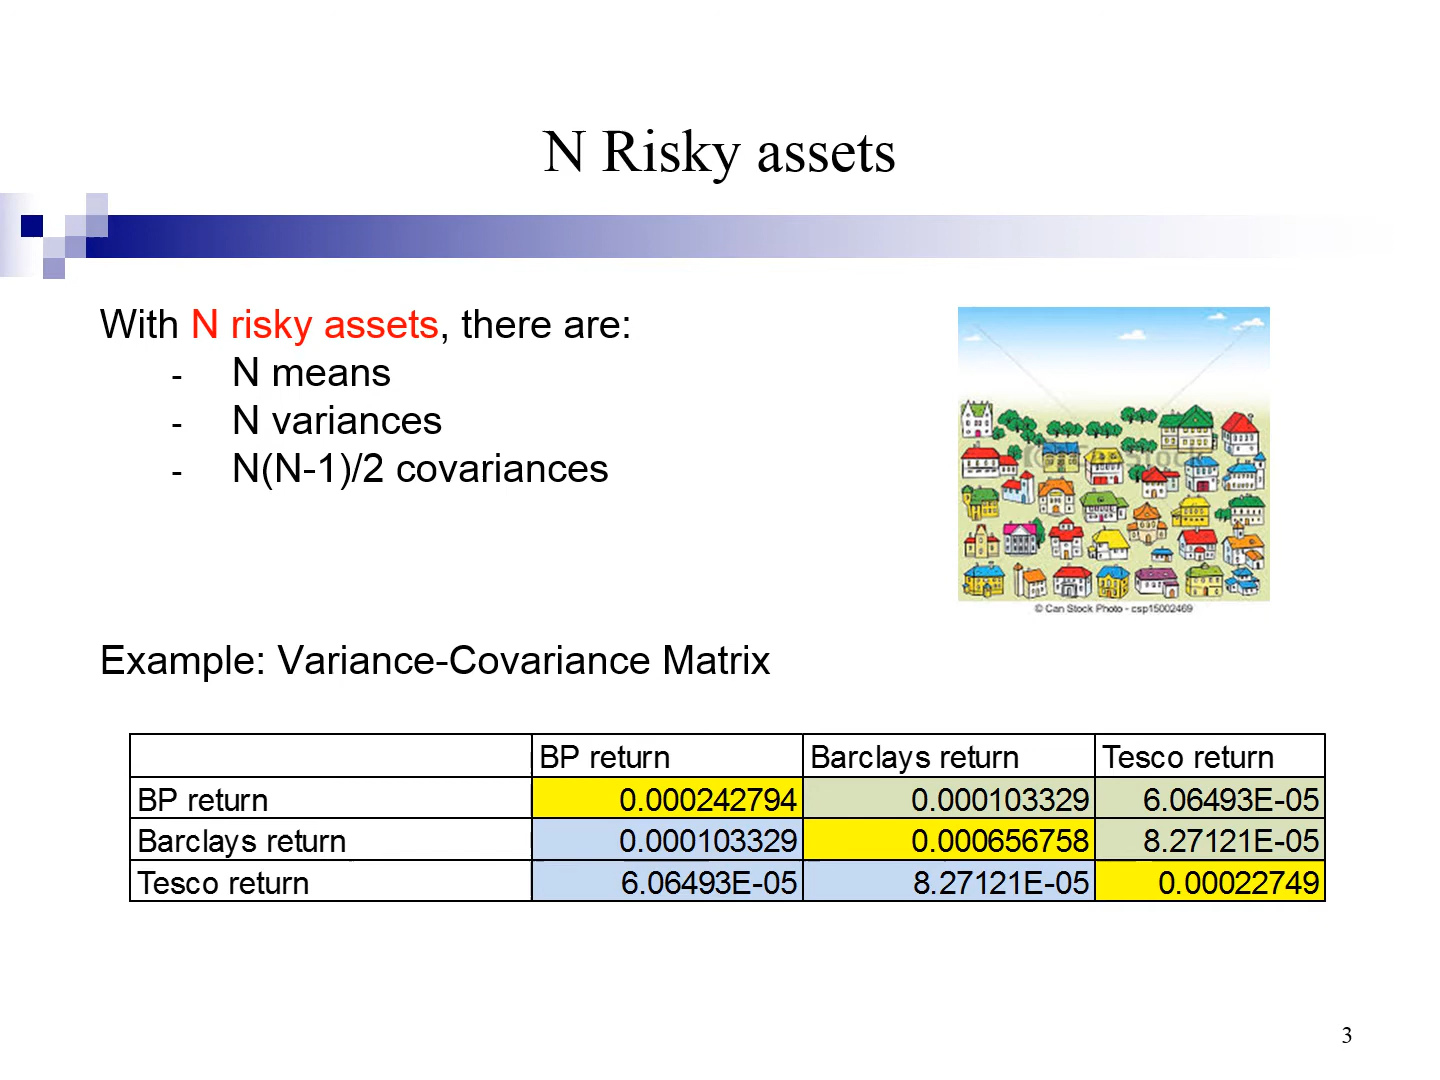 N Risky assets
With N risky assets, there are:
- N means
- N variances
- N(N-1)/2 covariances
© Can Stock Photo - csp15002469
Example: Variance-Covariance Matrix
BP return Barclays return Tesco return
BP return 0.000242794 0.000103329 6.06493E-05
Barclays return 0.000103329 0.000656758 8.27121E-05
Tesco return 6.06493E-05 8.27121E-05 0.00022749
3